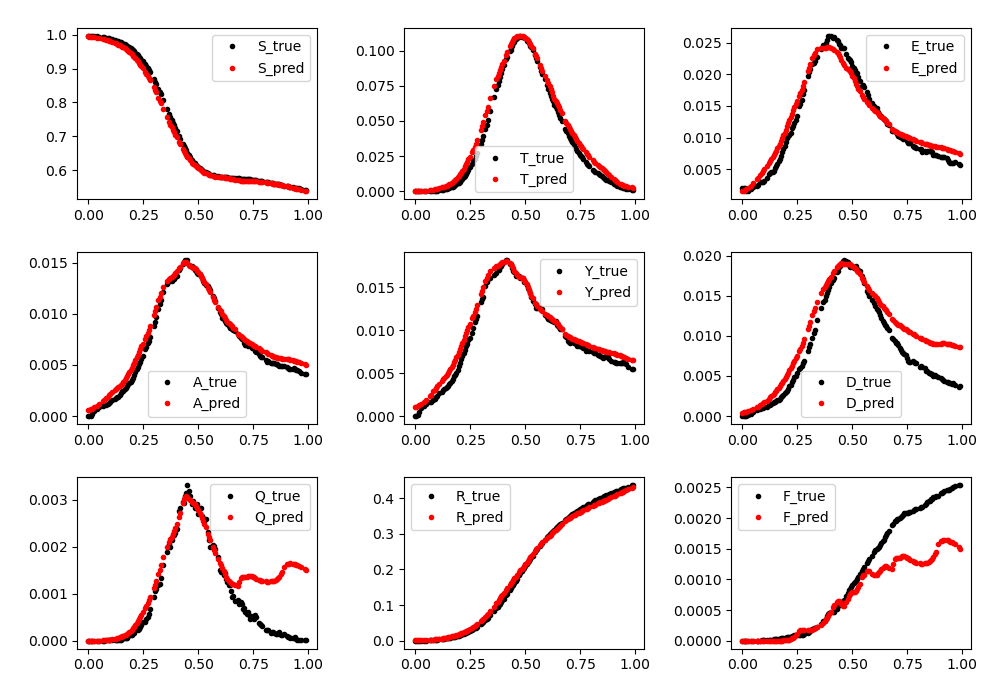 1.0
0.9
0.8
0.7
0.6
S_true
S_pred
0.00 0.25 0.50 0.75 1.00
0.100
0.075
0.050
0.025
0.000
T_true
T_pred
0.00 0.25 0.50 0.75 1.00
0.025
0.020
0.015
0.010
0.005
E_true
E_pred
0.00 0.25 0.50 0.75 1.00
0.015
0.010
0.005
0.000
A_true
A_pred
0.00 0.25 0.50 0.75 1.00
0.015
0.010
0.005
0.000
Y_true
Y_pred
0.00 0.25 0.50 0.75 1.00
0.020
0.015
0.010
0.005
0.000
D_true
D_pred
0.00 0.25 0.50 0.75 1.00
0.003
0.002
0.001
0.000
Q_true
Q_pred
0.00 0.25 0.50 0.75 1.00
0.4
0.3
0.2
0.1
0.0
R_true
R_pred
0.00 0.25 0.50 0.75 1.00
0.0025
0.0020
0.0015
0.0010
0.0005
0.0000
F_true
F_pred
0.00 0.25 0.50 0.75 1.00